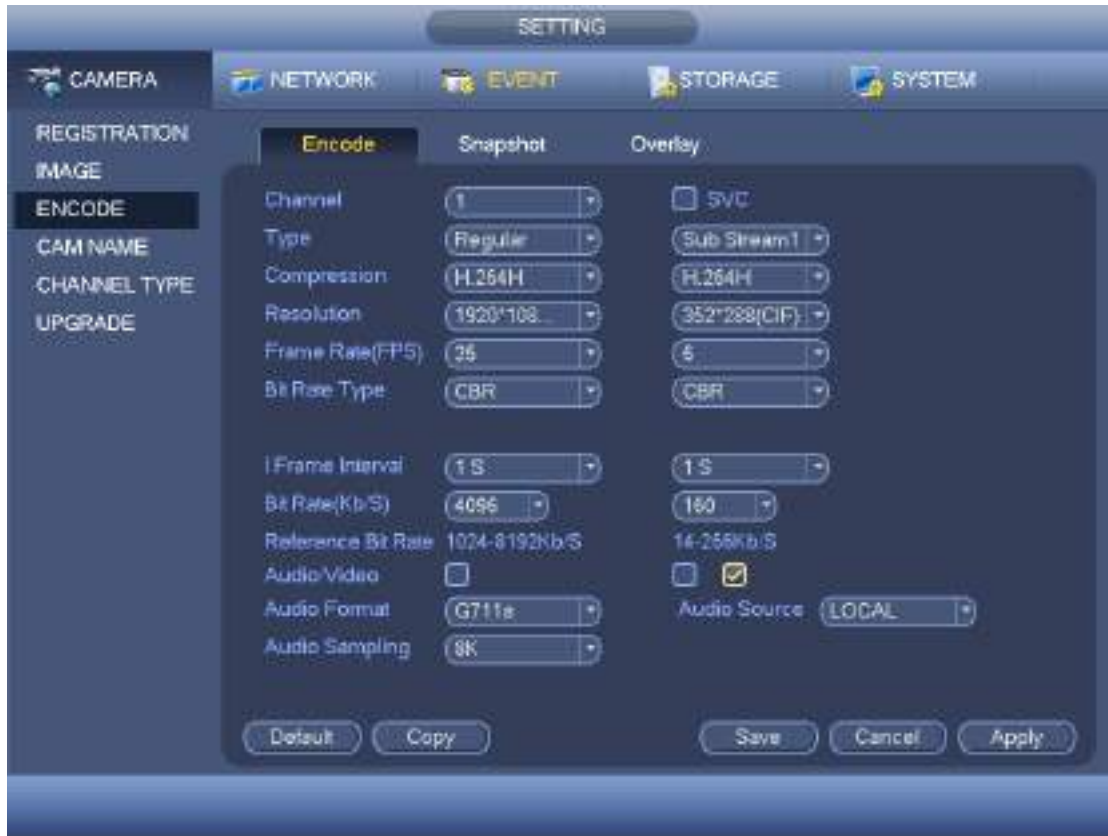 SETTING
CAMERA NETWORK EVENT STORAGE SYSTEM
REGISTRATION
IMAGE
ENCODE
CAM NAME
CHANNEL TYPE
UPGRADE
Encode Snapshot Overlay
Channel 1 SVC
Type Regular Sub Stream1
Compression H.264H H.264H
Resolution 1920*108... 352*288(CIF)
Frame Rate(FPS) 25 6
Bit Rate Type CBR CBR
I Frame Interval 1 S 1 S
Bit Rate(Kb/S) 4096 160
Reference Bit Rate 1024-8192Kb/S 14-256Kb/S
Audio/Video
Audio Format G711a Audio Source LOCAL
Audio Sampling 8K
Default Copy Save Cancel Apply